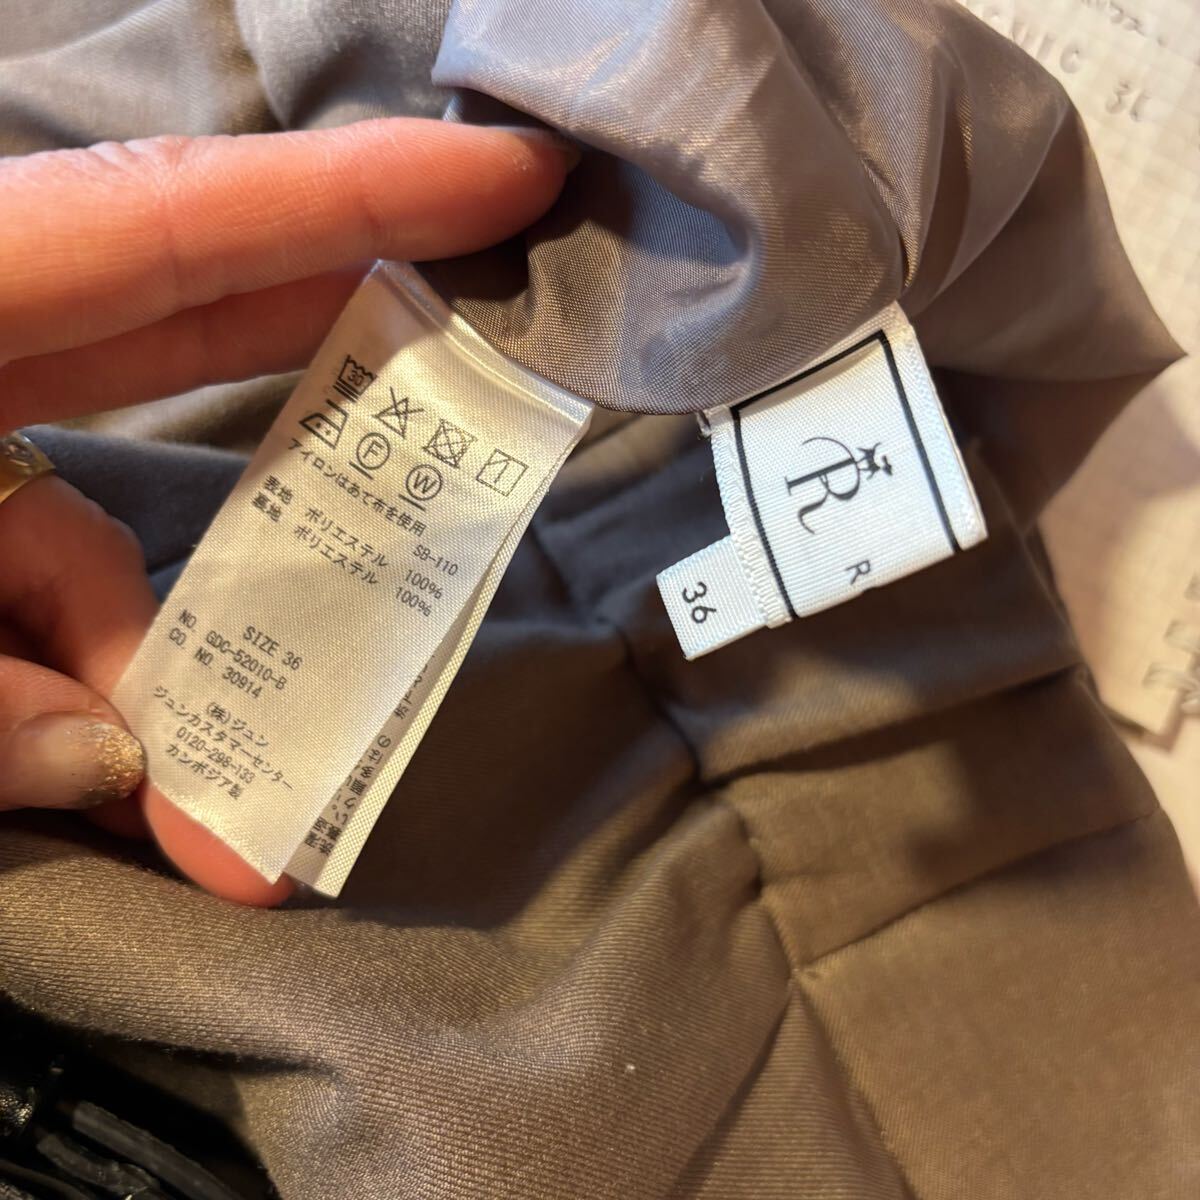 30
F
W
アイロンはあて布を使用
SB-110
表地 ポリエステル 100%
裏地 ポリエステル 100%
SIZE 36
NO. GDC-52010-B
CO. NO. 30914
(株)ジュン
ジュンカスタマーセンター
0120-298-133
カンボジア製
R
R
36